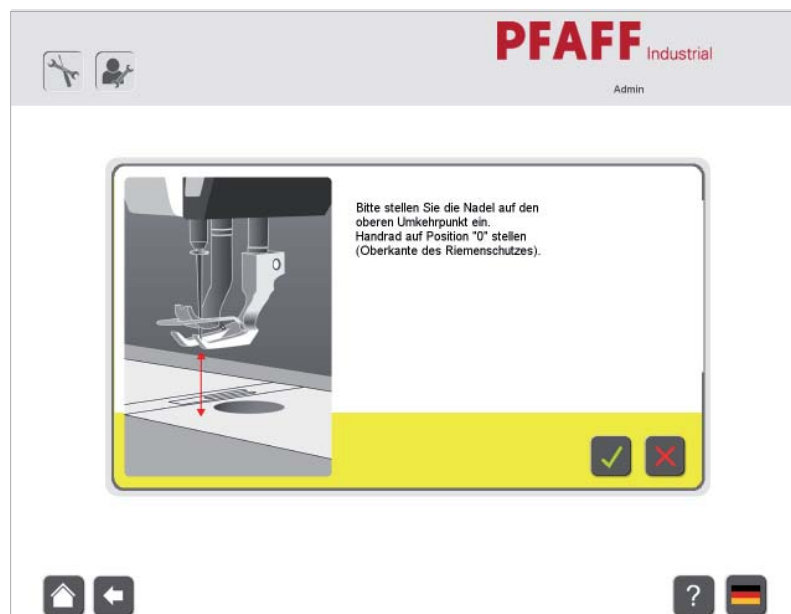 PFAFF Industrial
Admin
Bitte stellen Sie die Nadel auf den
oberen Umkehrpunkt ein.
Handrad auf Position "0" stellen
(Oberkante des Riemenschutzes).
?